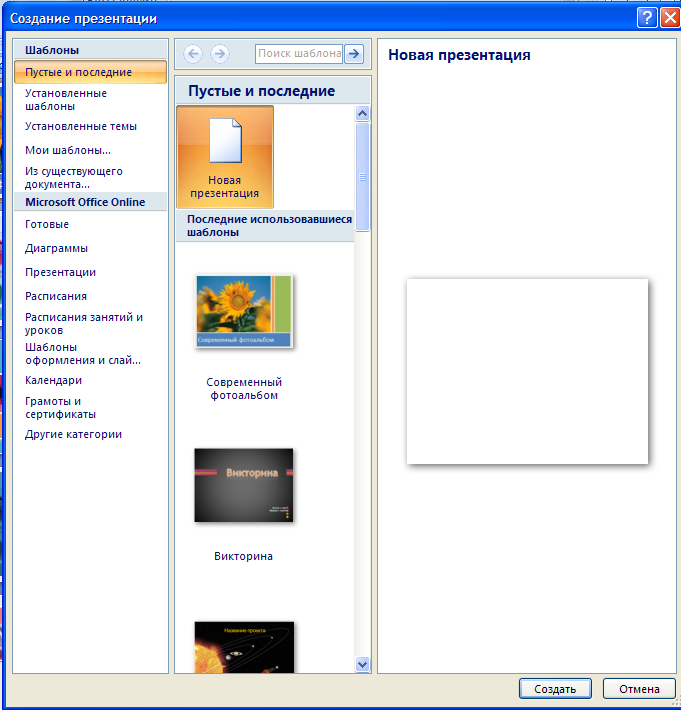 Создание презентации
Шаблоны
Пустые и последние
Установленные
шаблоны
Установленные темы
Мои шаблоны...
Из существующего
документа...
Microsoft Office Online
Готовые
Диаграммы
Презентации
Расписания
Расписания занятий и
уроков
Шаблоны
оформления и слай...
Календари
Грамоты и
сертификаты
Другие категории
Поиск шаблона
Пустые и последние
Новая
презентация
Последние использовавшиеся
шаблоны
Современный фотоальбом
Современный
фотоальбом
Викторина
Викторина
Название проекта
Новая презентация
Создать
Отмена